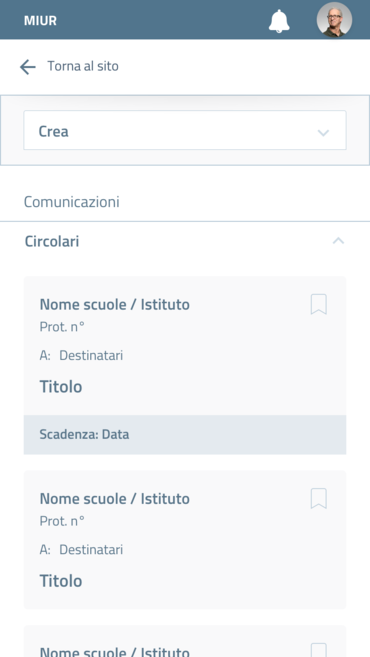 MIUR
Torna al sito
Crea
Comunicazioni
Circolari
Nome scuole / Istituto
Prot. n°
A: Destinatari
Titolo
Scadenza: Data
Nome scuole / Istituto
Prot. n°
A: Destinatari
Titolo
Nome scuole / Istituto